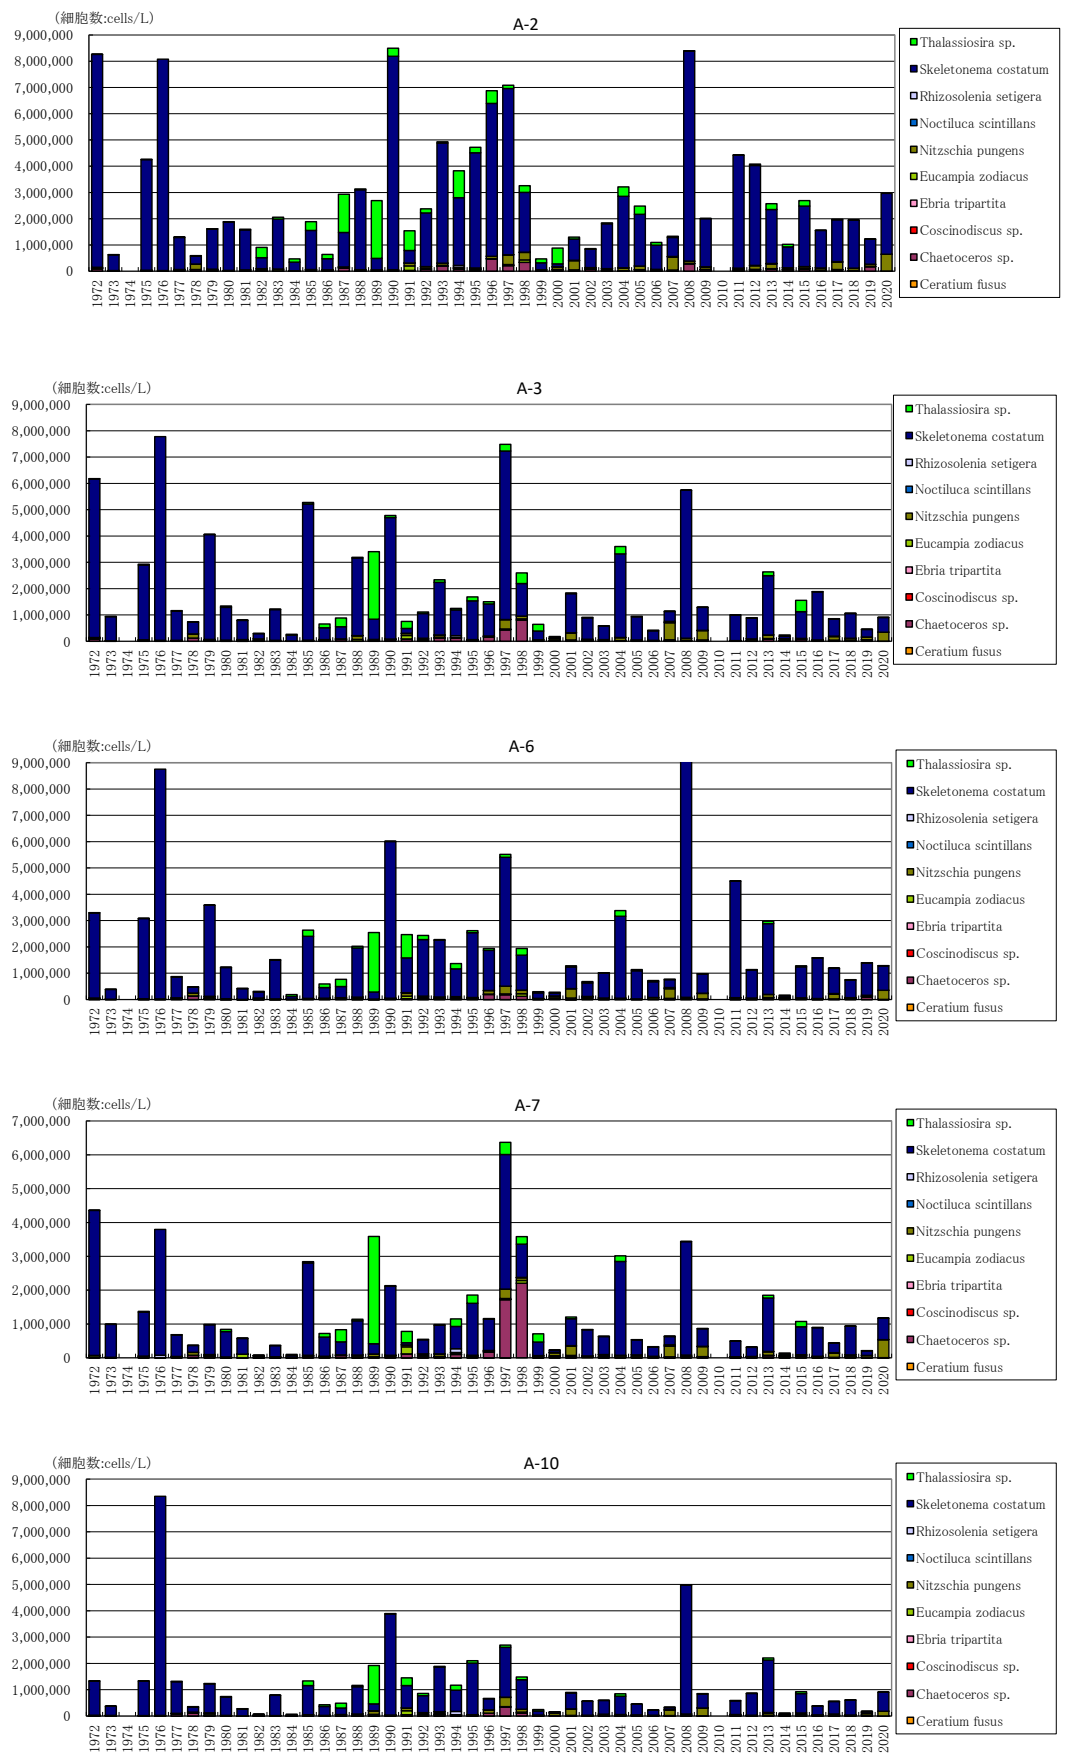 (細胞数:cells/L)
A-2
9,000,000
8,000,000
7,000,000
6,000,000
5,000,000
4,000,000
3,000,000
2,000,000
1,000,000
0
1972 1973 1974 1975 1976 1977 1978 1979 1980 1981 1982 1983 1984 1985 1986 1987 1988 1989 1990 1991 1992 1993 1994 1995 1996 1997 1998 1999 2000 2001 2002 2003 2004 2005 2006 2007 2008 2009 2010 2011 2012 2013 2014 2015 2016 2017 2018 2019 2020
Thalassiosira sp.
Skeletonema costatum
Rhizosolenia setigera
Noctiluca scintillans
Nitzschia pungens
Eucampia zodiacus
Ebria tripartita
Coscinodiscus sp.
Chaetoceros sp.
Ceratium fusus
(細胞数:cells/L)
A-3
9,000,000
8,000,000
7,000,000
6,000,000
5,000,000
4,000,000
3,000,000
2,000,000
1,000,000
0
1972 1973 1974 1975 1976 1977 1978 1979 1980 1981 1982 1983 1984 1985 1986 1987 1988 1989 1990 1991 1992 1993 1994 1995 1996 1997 1998 1999 2000 2001 2002 2003 2004 2005 2006 2007 2008 2009 2010 2011 2012 2013 2014 2015 2016 2017 2018 2019 2020
Thalassiosira sp.
Skeletonema costatum
Rhizosolenia setigera
Noctiluca scintillans
Nitzschia pungens
Eucampia zodiacus
Ebria tripartita
Coscinodiscus sp.
Chaetoceros sp.
Ceratium fusus
(細胞数:cells/L)
A-6
9,000,000
8,000,000
7,000,000
6,000,000
5,000,000
4,000,000
3,000,000
2,000,000
1,000,000
0
1972 1973 1974 1975 1976 1977 1978 1979 1980 1981 1982 1983 1984 1985 1986 1987 1988 1989 1990 1991 1992 1993 1994 1995 1996 1997 1998 1999 2000 2001 2002 2003 2004 2005 2006 2007 2008 2009 2010 2011 2012 2013 2014 2015 2016 2017 2018 2019 2020
Thalassiosira sp.
Skeletonema costatum
Rhizosolenia setigera
Noctiluca scintillans
Nitzschia pungens
Eucampia zodiacus
Ebria tripartita
Coscinodiscus sp.
Chaetoceros sp.
Ceratium fusus
(細胞数:cells/L)
A-7
7,000,000
6,000,000
5,000,000
4,000,000
3,000,000
2,000,000
1,000,000
0
1972 1973 1974 1975 1976 1977 1978 1979 1980 1981 1982 1983 1984 1985 1986 1987 1988 1989 1990 1991 1992 1993 1994 1995 1996 1997 1998 1999 2000 2001 2002 2003 2004 2005 2006 2007 2008 2009 2010 2011 2012 2013 2014 2015 2016 2017 2018 2019 2020
Thalassiosira sp.
Skeletonema costatum
Rhizosolenia setigera
Noctiluca scintillans
Nitzschia pungens
Eucampia zodiacus
Ebria tripartita
Coscinodiscus sp.
Chaetoceros sp.
Ceratium fusus
(細胞数:cells/L)
A-10
9,000,000
8,000,000
7,000,000
6,000,000
5,000,000
4,000,000
3,000,000
2,000,000
1,000,000
0
1972 1973 1974 1975 1976 1977 1978 1979 1980 1981 1982 1983 1984 1985 1986 1987 1988 1989 1990 1991 1992 1993 1994 1995 1996 1997 1998 1999 2000 2001 2002 2003 2004 2005 2006 2007 2008 2009 2010 2011 2012 2013 2014 2015 2016 2017 2018 2019 2020
Thalassiosira sp.
Skeletonema costatum
Rhizosolenia setigera
Noctiluca scintillans
Nitzschia pungens
Eucampia zodiacus
Ebria tripartita
Coscinodiscus sp.
Chaetoceros sp.
Ceratium fusus